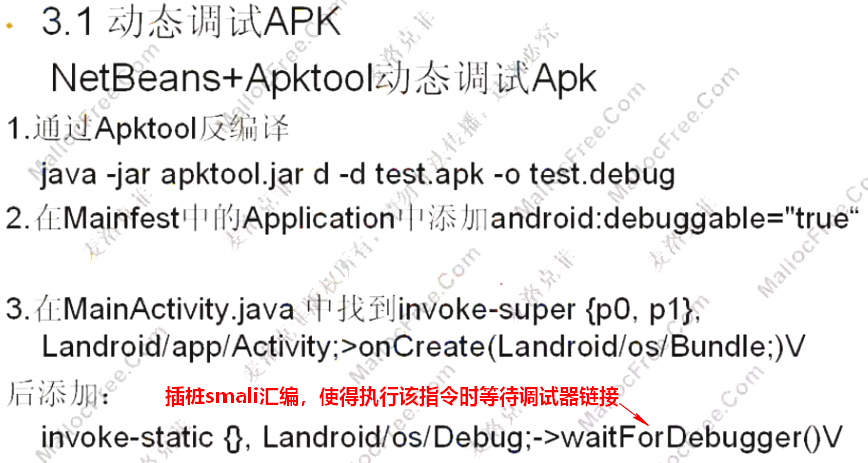 3.1 动态调试APK
NetBeans+Apktool动态调试Apk
1.通过Apktool反编译
java -jar apktool.jar d -d test.apk -o test.debug
2.在Mainfest中的Application中添加android:debuggable="true“
3.在MainActivity.java 中找到invoke-super {p0, p1},
Landroid/app/Activity;>onCreate(Landroid/os/Bundle;)V
后添加：
插桩smali汇编，使得执行该指令时等待调试器链接
invoke-static {}, Landroid/os/Debug;->waitForDebugger()V